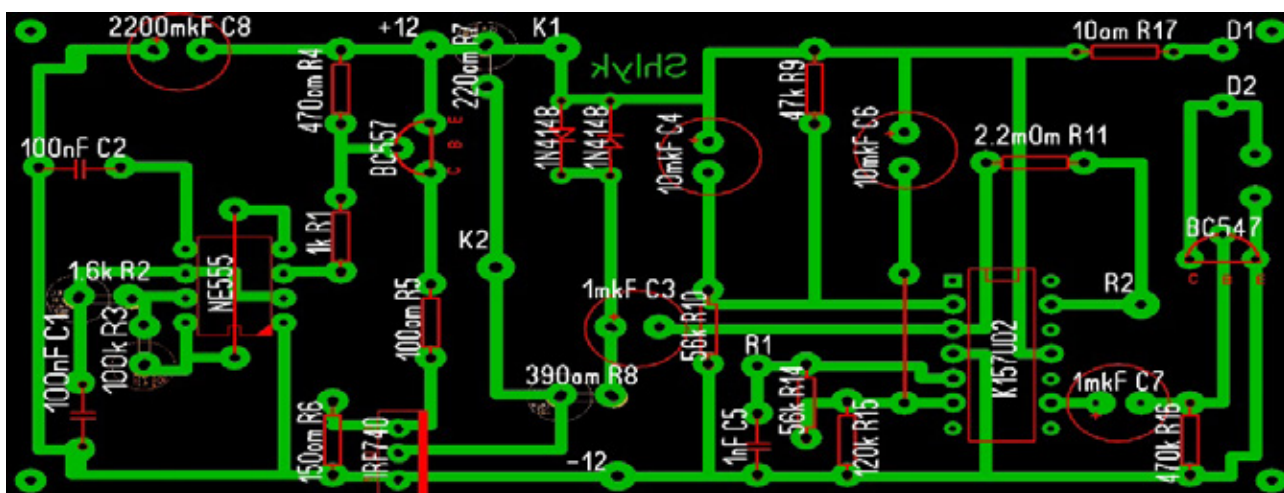 2200mkF C8
+12
220om R7
K1
Shlyk
10om R17
D1
470om R4
47k R9
D2
100nF C2
BC557
E
B
C
1N4148
1N4148
10mkF C4
10mkF C6
2.2m0m R11
1k R1
K2
BC547
C
B
E
1.6k R2
NE555
1mkF C3
R2
100nF C1
100k R3
100om R5
56k R10
R1
K157UD2
390om R8
56k R14
1mkF C7
150om R6
IRF740
-12
1nF C5
120k R15
470k R16